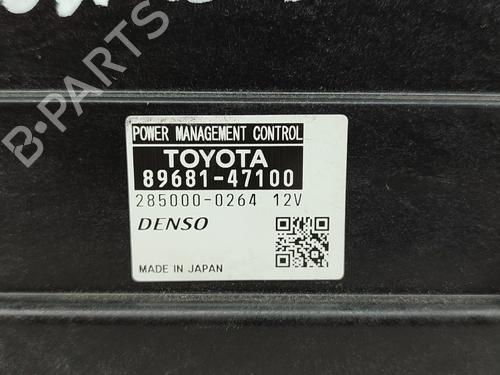 POWER MANAGEMENT CONTROL
TOYOTA
89681-47100
285000-0264 12V
DENSO
MADE IN JAPAN
B-PARTS